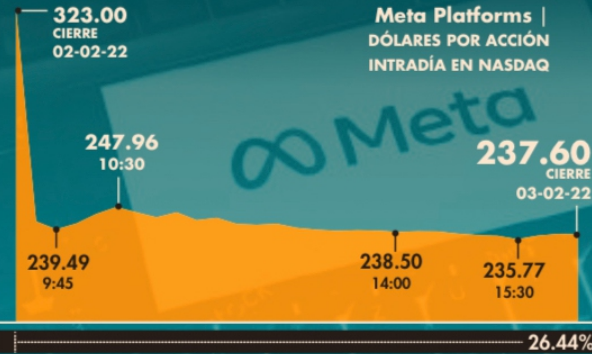 323.00
CIERRE
02-02-22
Meta Platforms |
DÓLARES POR ACCIÓN
INTRADÍA EN NASDAQ
Meta
247.96
10:30
237.60
CIERRE
03-02-22
239.49
9:45
238.50
14:00
235.77
15:30
26.44%